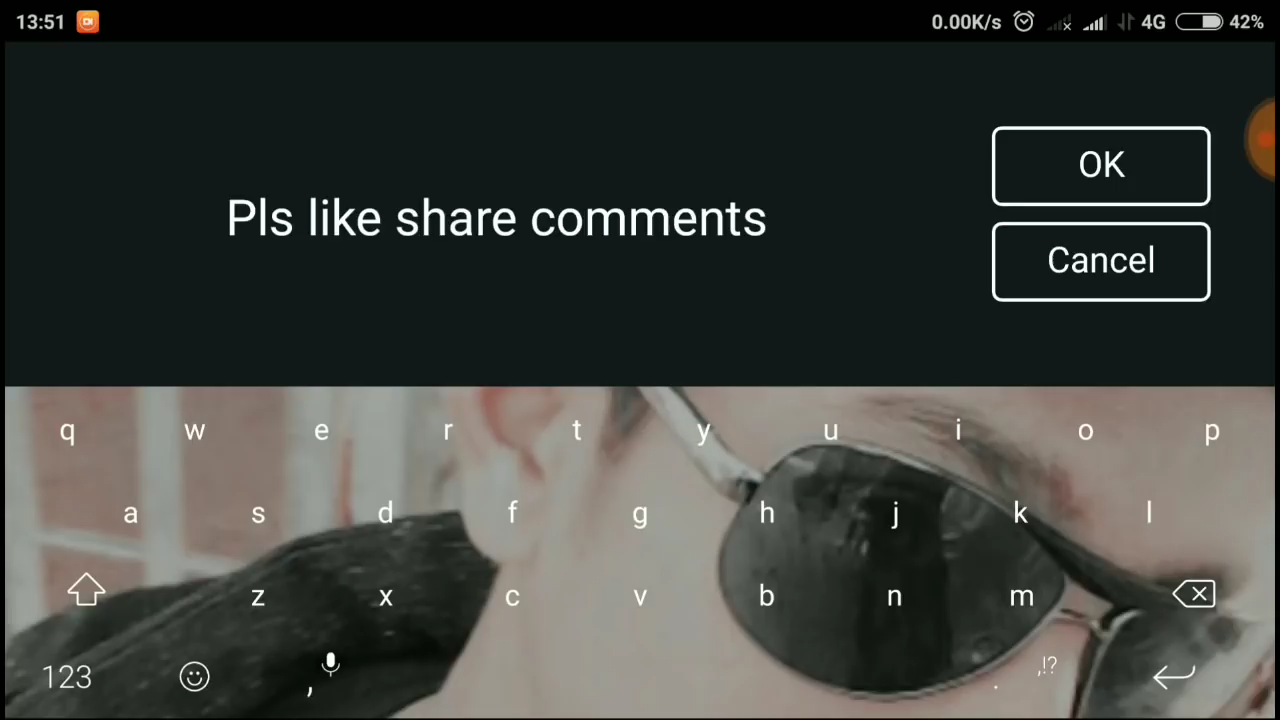 13:51 0.00K/s 4G 42%
OK
Pls like share comments
Cancel
q w e r t y u i o p
a s d f g h j k l
z x c v b n m
123 , . ,!?